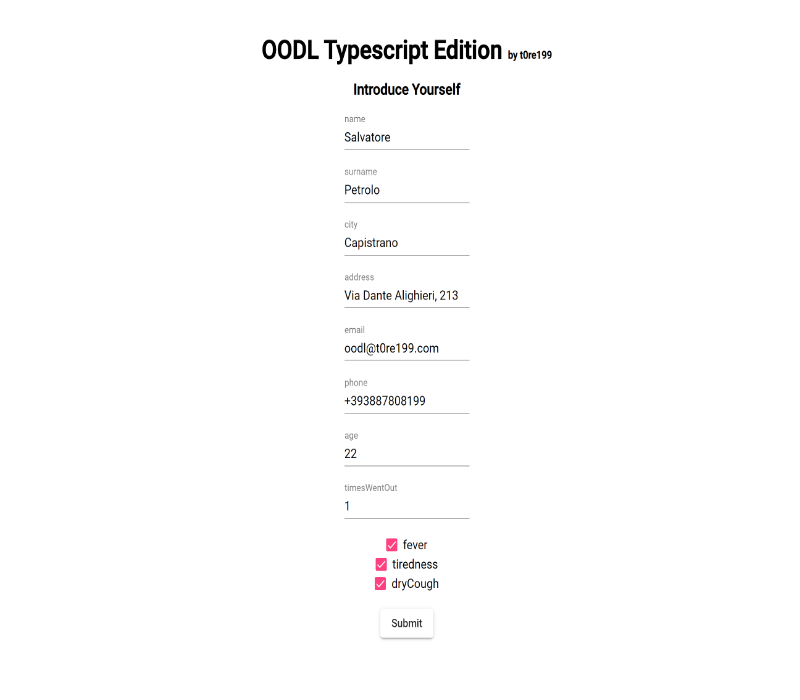 OODL Typescript Edition by t0re199
Introduce Yourself
name
Salvatore
surname
Petrolo
city
Capistrano
address
Via Dante Alighieri, 213
email
oodl@t0re199.com
phone
+393887808199
age
22
timesWentOut
1
fever
tiredness
dryCough
Submit